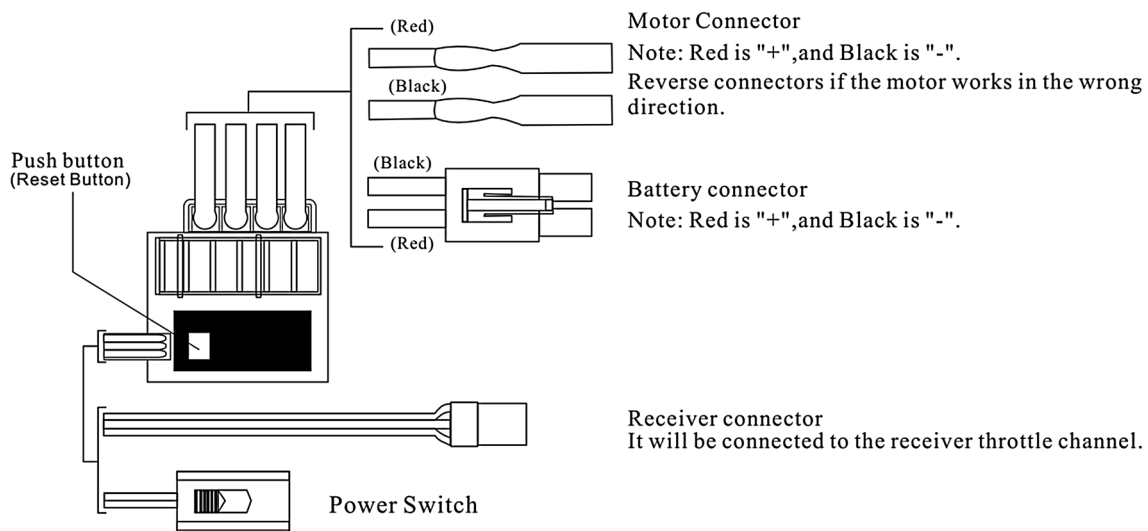 (Red)
Motor Connector
Note: Red is "+",and Black is "-".
(Black)
Reverse connectors if the motor works in the wrong
direction.
Push button
(Reset Button)
(Black)
Battery connector
Note: Red is "+",and Black is "-".
(Red)
Receiver connector
It will be connected to the receiver throttle channel.
Power Switch